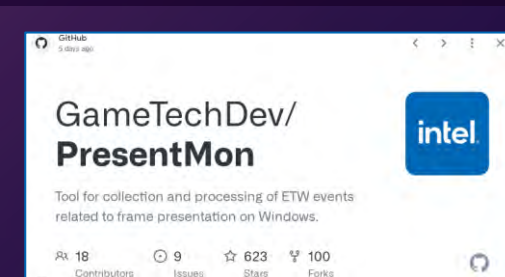 GitHub
5 days ago
GameTechDev/
PresentMon
intel.
Tool for collection and processing of ETW events
related to frame presentation on Windows.
18 9 623 100
Contributors Issues Stars Forks